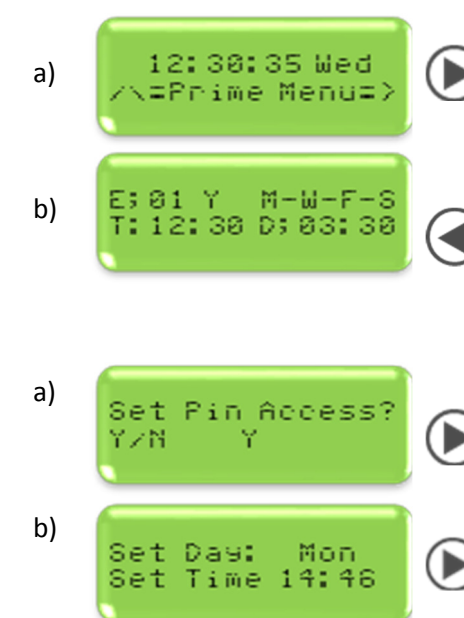 a)
12:30:35 Wed
/\=Prime Menu=>
b)
E;01 Y M-W-F-S
T:12:30 D;03:30
a)
Set Pin Access?
Y/N Y
b)
Set Day: Mon
Set Time 14:46